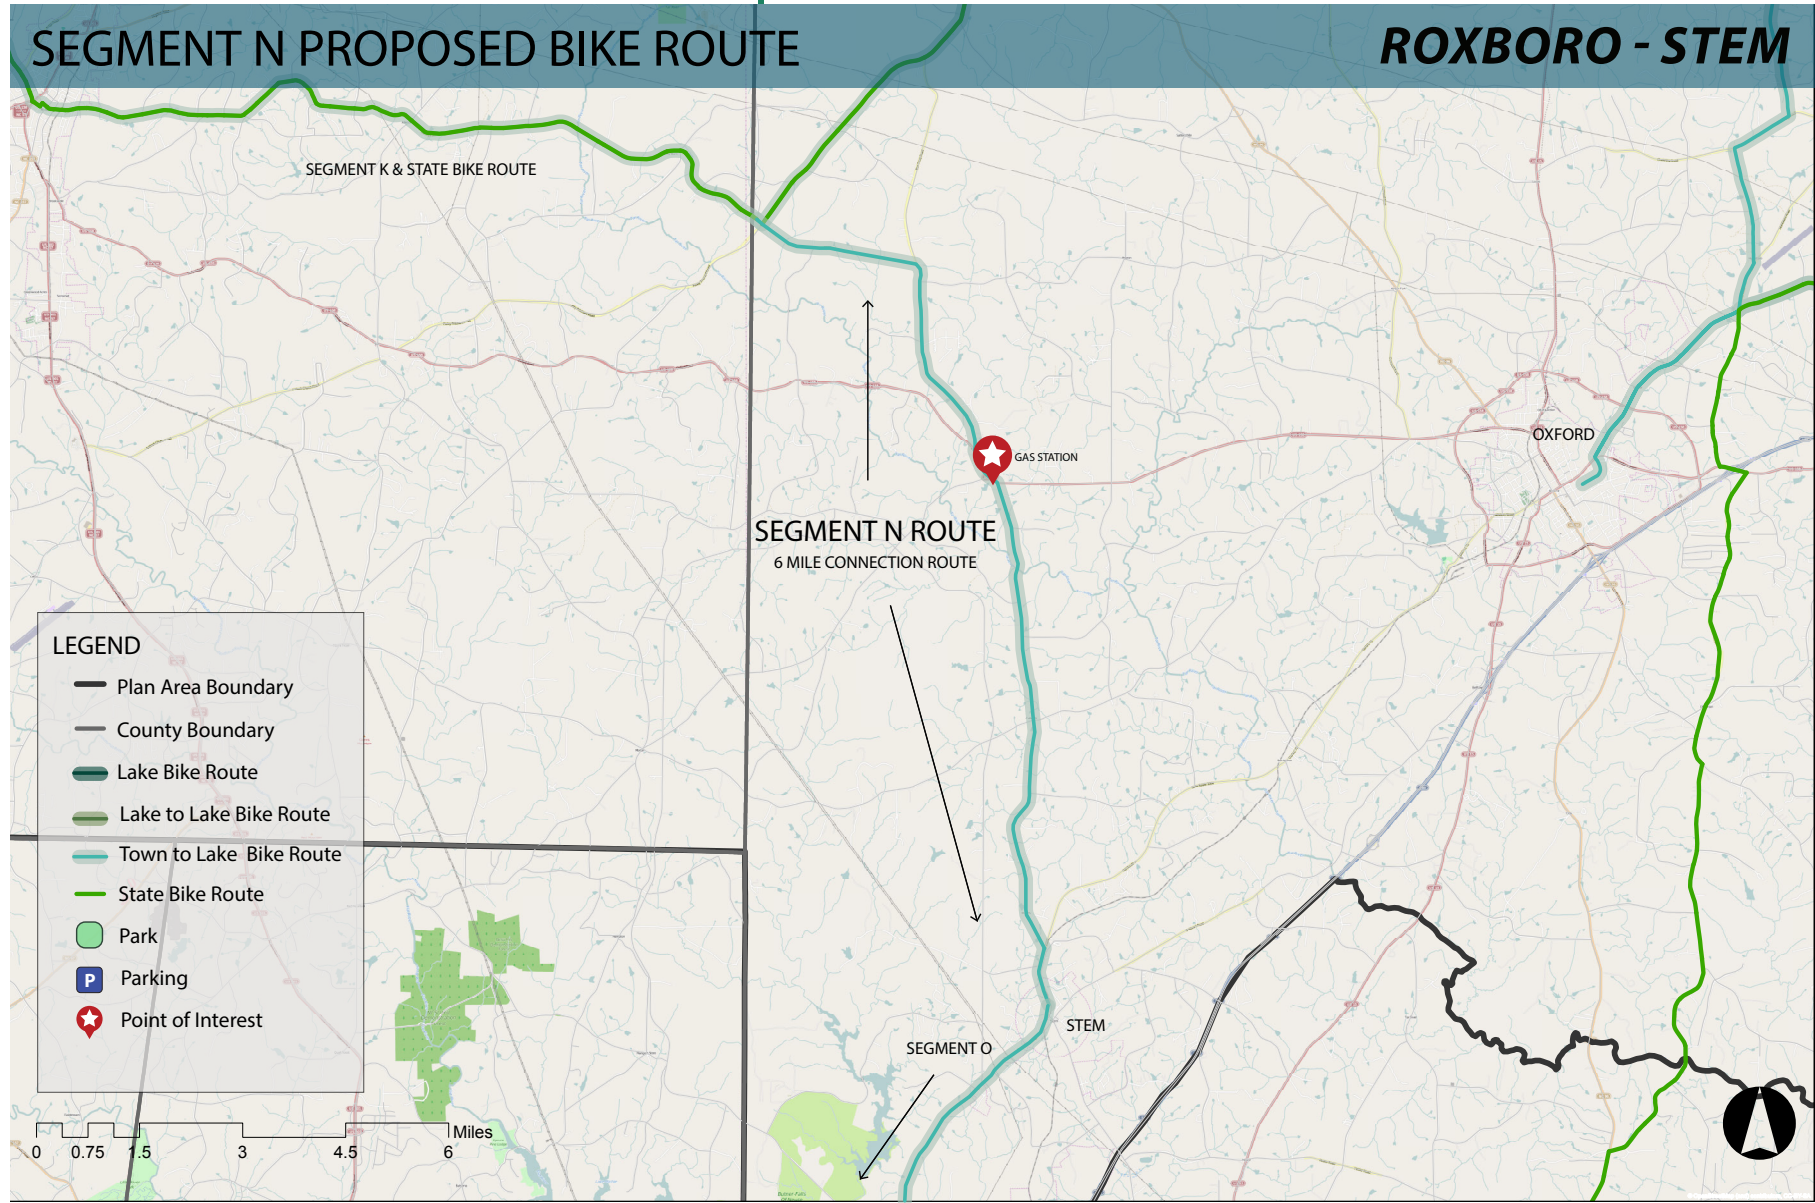 SEGMENT N PROPOSED BIKE ROUTE
ROXBORO - STEM
SEGMENT K & STATE BIKE ROUTE
OXFORD
GAS STATION
SEGMENT N ROUTE
6 MILE CONNECTION ROUTE
LEGEND
Plan Area Boundary
County Boundary
Lake Bike Route
Lake to Lake Bike Route
Town to Lake Bike Route
State Bike Route
Park
P
Parking
Point of Interest
STEM
SEGMENT O
Miles
0 0.75 1.5 3 4.5 6